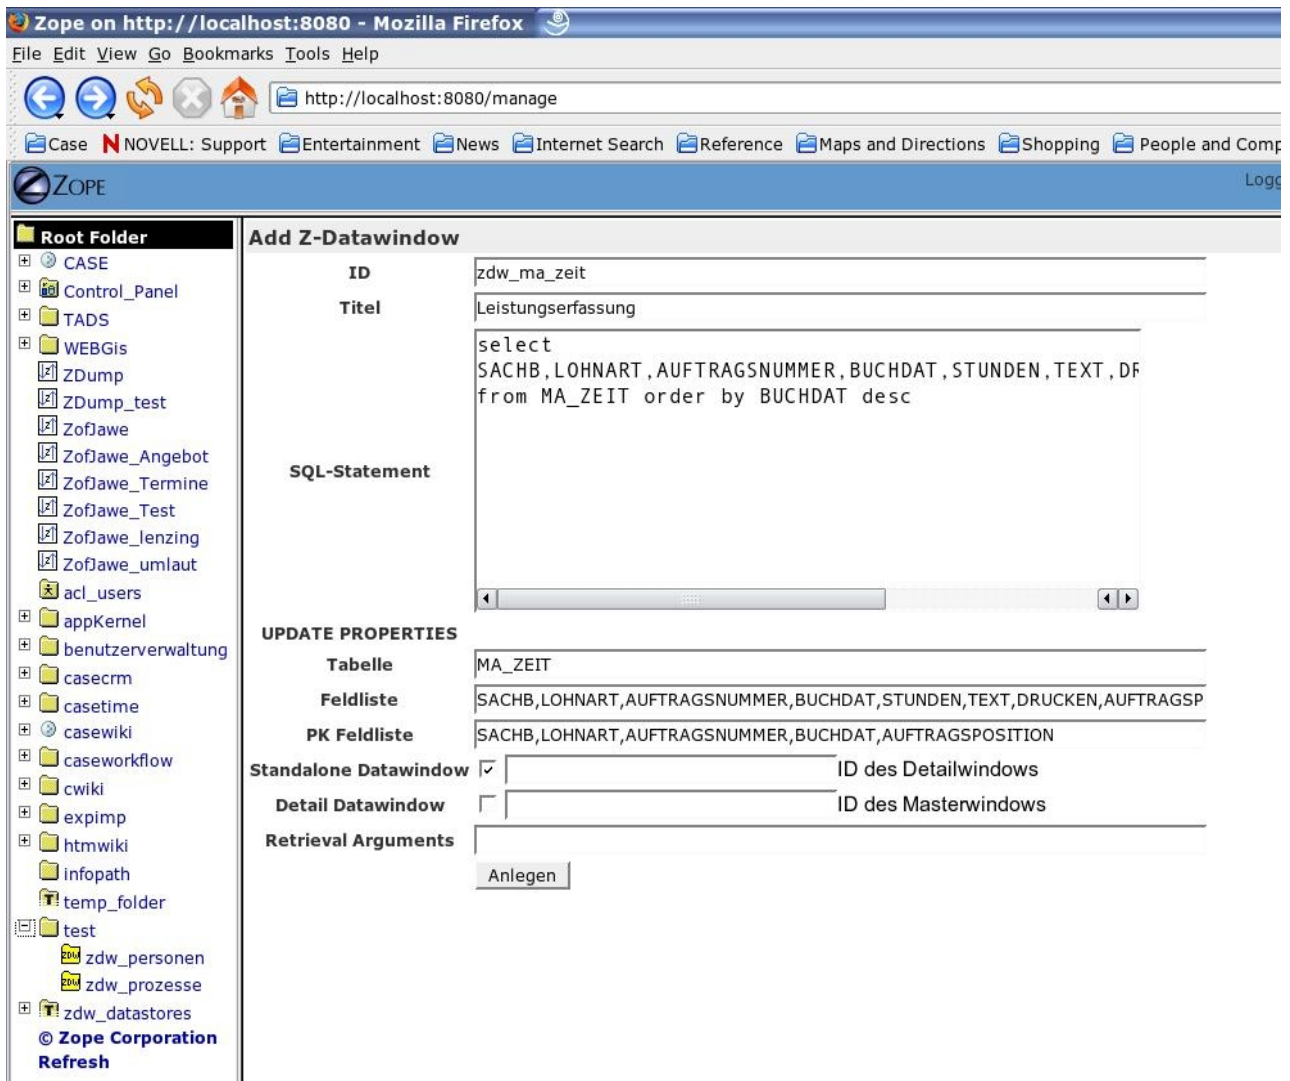 Zope on http://localhost:8080 - Mozilla Firefox
File Edit View Go Bookmarks Tools Help
http://localhost:8080/manage
Case NOVELL: Support Entertainment News Internet Search Reference Maps and Directions Shopping People and Comp
ZOPE
Logg
Root Folder
CASE
Control_Panel
TADS
WEBGis
ZDump
ZDump_test
ZofJawe
ZofJawe_Angebot
ZofJawe_Termine
ZofJawe_Test
ZofJawe_lenzing
ZofJawe_umlaut
acl_users
appKernel
benutzerverwaltung
casecrm
casetime
casewiki
caseworkflow
cwiki
expimp
htmwiki
infopath
temp_folder
test
zdw_personen
zdw_prozesse
zdw_datastores
© Zope Corporation
Refresh
Add Z-Datawindow
ID zdw_ma_zeit
Titel Leistungserfassung
SQL-Statement
select
SACHB,LOHNART,AUFTRAGSNUMMER,BUCHDAT,STUNDEN,TEXT,DR
from MA_ZEIT order by BUCHDAT desc
UPDATE PROPERTIES
Tabelle MA_ZEIT
Feldliste SACHB,LOHNART,AUFTRAGSNUMMER,BUCHDAT,STUNDEN,TEXT,DRUCKEN,AUFTRAGSP
PK Feldliste SACHB,LOHNART,AUFTRAGSNUMMER,BUCHDAT,AUFTRAGSPOSITION
Standalone Datawindow ID des Detailwindows
Detail Datawindow ID des Masterwindows
Retrieval Arguments
Anlegen